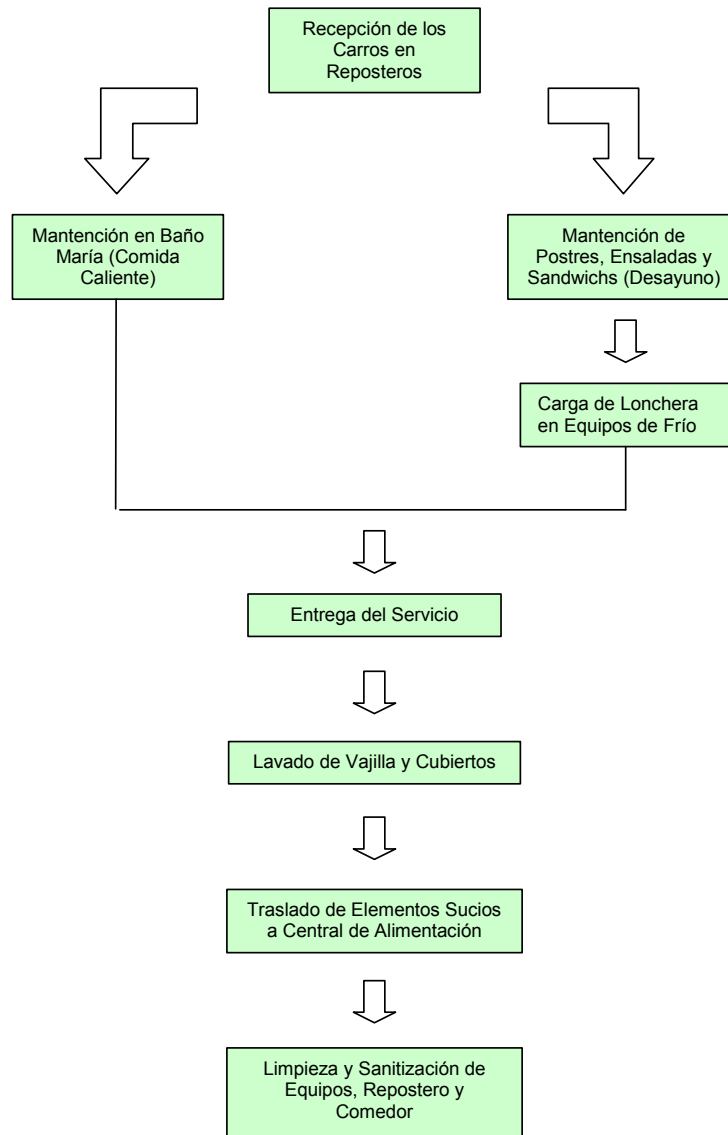 Recepción de los
Carros en
Reposteros
Mantención en Baño
María (Comida
Caliente)
Mantención de
Postres, Ensaladas y
Sandwichs (Desayuno)
Carga de Lonchera
en Equipos de Frío
Entrega del Servicio
Lavado de Vajilla y Cubiertos
Traslado de Elementos Sucios
a Central de Alimentación
Limpieza y Sanitización de
Equipos, Repostero y
Comedor